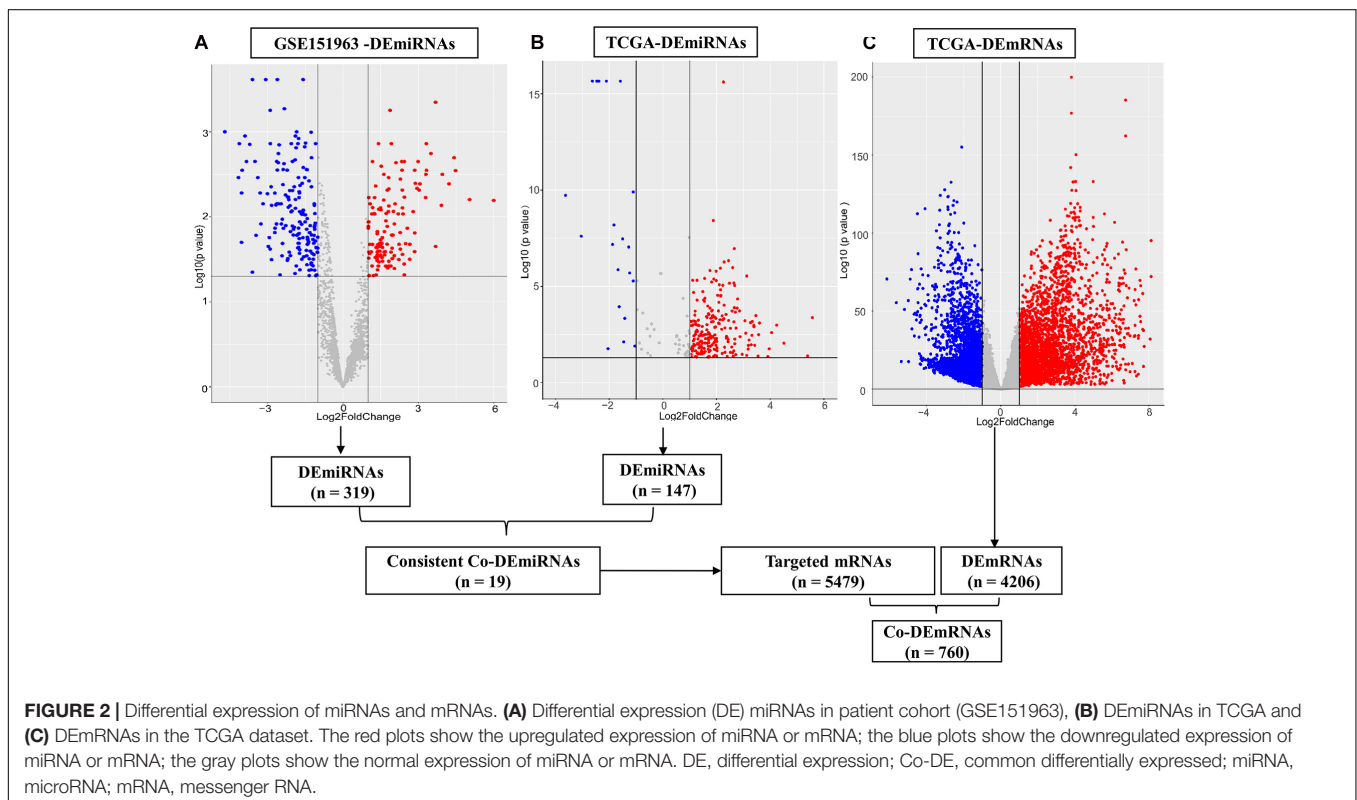 A
GSE151963 -DEmiRNAs
B
TCGA-DEmiRNAs
C
TCGA-DEmRNAs
Log10(p value)
3
2
1
0
−3
0
3
6
Log2FoldChange
Log10 (p value)
15
10
5
0
−4
−2
0
2
4
6
Log2FoldChange
Log10 (p value )
200
150
100
50
0
−4
0
4
8
Log2FoldChange
DEmiRNAs
(n = 319)
DEmiRNAs
(n = 147)
Consistent Co-DEmiRNAs
(n = 19)
Targeted mRNAs
(n = 5479)
DEmRNAs
(n = 4206)
Co-DEmRNAs
(n = 760)
FIGURE 2 | Differential expression of miRNAs and mRNAs. (A) Differential expression (DE) miRNAs in patient cohort (GSE151963), (B) DEmiRNAs in TCGA and
(C) DEmRNAs in the TCGA dataset. The red plots show the upregulated expression of miRNA or mRNA; the blue plots show the downregulated expression of
miRNA or mRNA; the gray plots show the normal expression of miRNA or mRNA. DE, differential expression; Co-DE, common differentially expressed; miRNA,
microRNA; mRNA, messenger RNA.